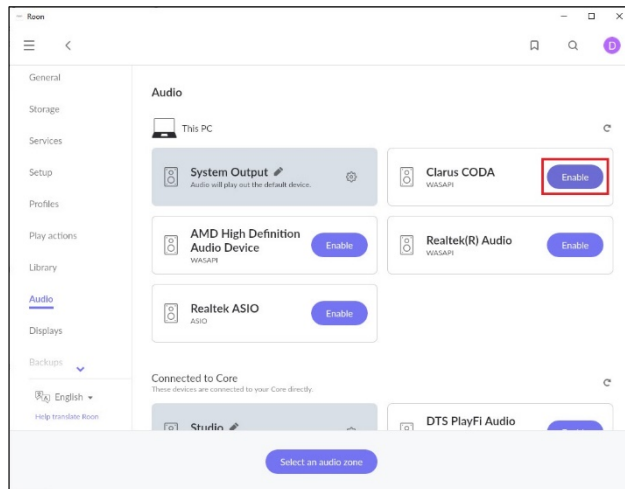 Roon
D
General
Storage
Services
Setup
Profiles
Play actions
Library
Audio
Displays
Backups
English
Help translate Roon
Audio
This PC
System Output
Audio will play out the default device.
Clarus CODA
WASAPI
Enable
AMD High Definition
Audio Device
WASAPI
Enable
Realtek(R) Audio
WASAPI
Enable
Realtek ASIO
ASIO
Enable
Connected to Core
These devices are connected to your Core directly.
Studio
DTS PlayFi Audio
Select an audio zone